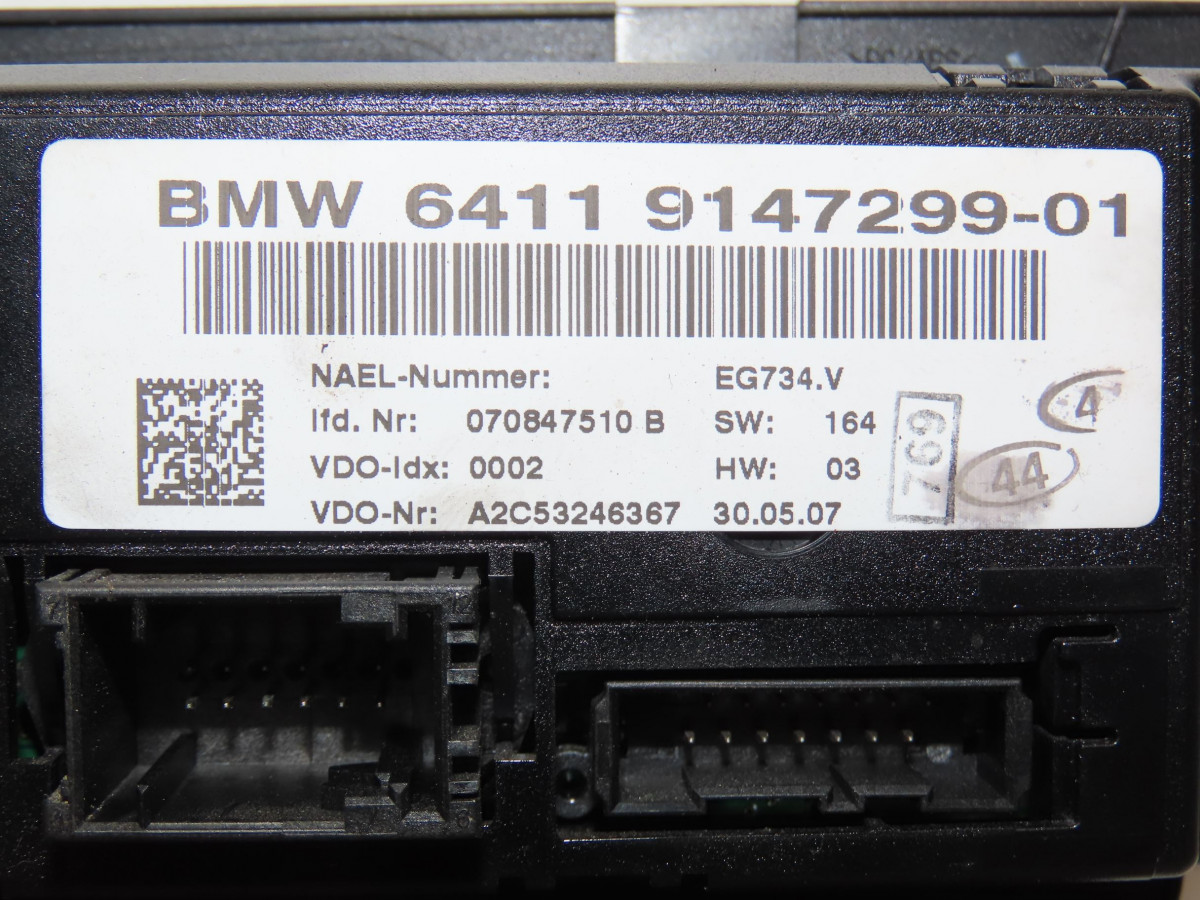 BMW 6411 9147299-01
NAEL-Nummer: EG734.V
lfd. Nr: 070847510 B SW: 164
VDO-Idx: 0002 HW: 03
VDO-Nr: A2C53246367 30.05.07
769
4
44